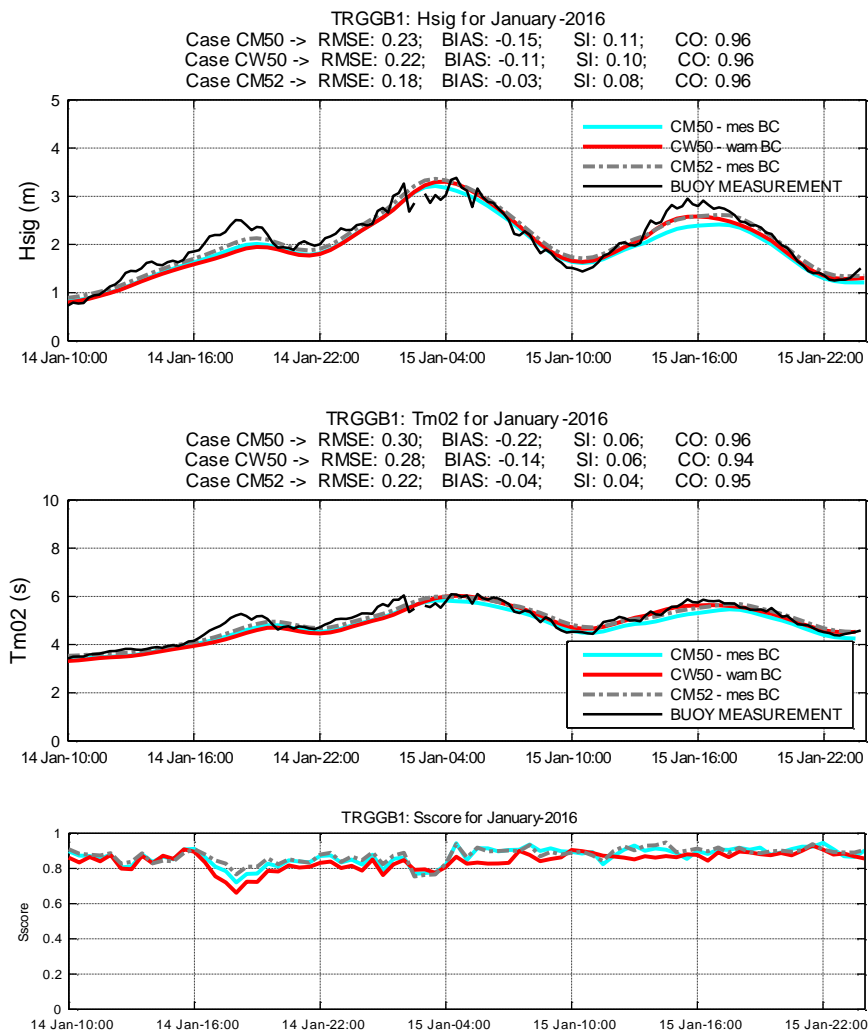 TRGGB1: Hsig for January-2016
Case CM50 -> RMSE: 0.23; BIAS: -0.15; SI: 0.11; CO: 0.96
Case CW50 -> RMSE: 0.22; BIAS: -0.11; SI: 0.10; CO: 0.96
Case CM52 -> RMSE: 0.18; BIAS: -0.03; SI: 0.08; CO: 0.96
5
4
3
2
1
0
Hsig (m)
CM50 - mes BC
CW50 - wam BC
CM52 - mes BC
BUOY MEASUREMENT
14 Jan-10:00 14 Jan-16:00 14 Jan-22:00 15 Jan-04:00 15 Jan-10:00 15 Jan-16:00 15 Jan-22:00
TRGGB1: Tm02 for January-2016
Case CM50 -> RMSE: 0.30; BIAS: -0.22; SI: 0.06; CO: 0.96
Case CW50 -> RMSE: 0.28; BIAS: -0.14; SI: 0.06; CO: 0.94
Case CM52 -> RMSE: 0.22; BIAS: -0.04; SI: 0.04; CO: 0.95
10
8
6
4
2
0
Tm02 (s)
CM50 - mes BC
CW50 - wam BC
CM52 - mes BC
BUOY MEASUREMENT
14 Jan-10:00 14 Jan-16:00 14 Jan-22:00 15 Jan-04:00 15 Jan-10:00 15 Jan-16:00 15 Jan-22:00
TRGGB1: Sscore for January-2016
1
0.8
0.6
0.4
0.2
0
Sscore
14 Jan-10:00 14 Jan-16:00 14 Jan-22:00 15 Jan-04:00 15 Jan-10:00 15 Jan-16:00 15 Jan-22:00